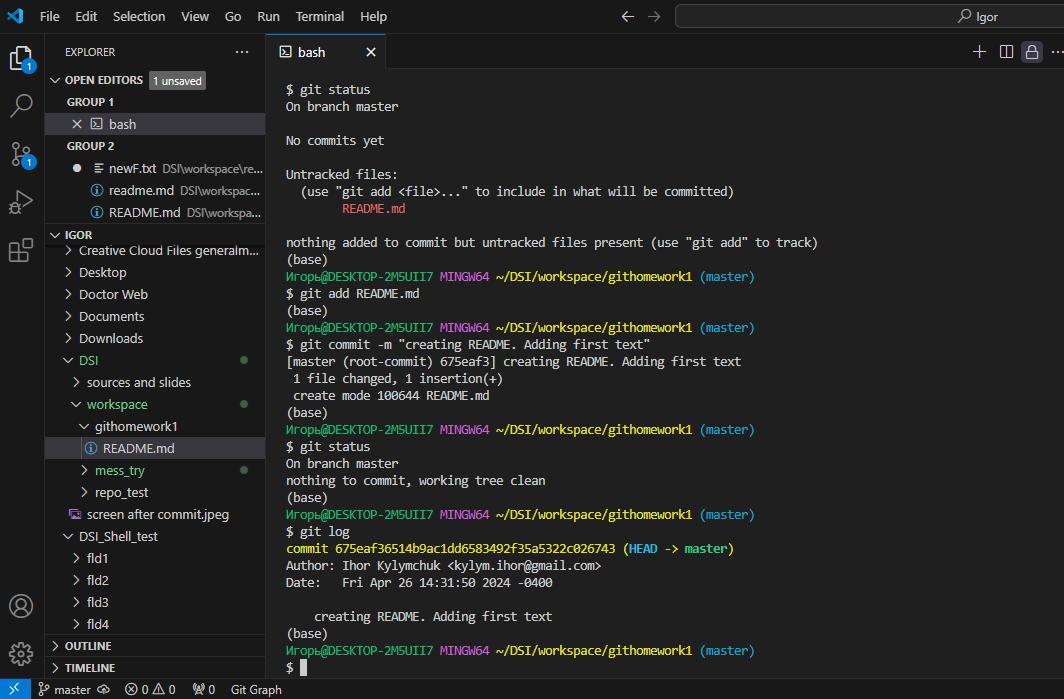 File Edit Selection View Go Run Terminal Help
Igor
EXPLORER
bash
1
OPEN EDITORS 1 unsaved
GROUP 1
bash
GROUP 2
1
newF.txt DSI\workspace\re...
readme.md DSI\workspac...
README.md DSI\workspa...
IGOR
Creative Cloud Files generalm...
Desktop
Doctor Web
Documents
Downloads
DSI
sources and slides
workspace
githomework1
README.md
mess_try
repo_test
screen after commit.jpeg
DSI_Shell_test
fld1
fld2
fld3
fld4
OUTLINE
TIMELINE
$ git status
On branch master
No commits yet
Untracked files:
(use "git add <file>..." to include in what will be committed)
README.md
nothing added to commit but untracked files present (use "git add" to track)
(base)
Игорь@DESKTOP-2M5UII7 MINGW64 ~/DSI/workspace/githomework1 (master)
$ git add README.md
(base)
Игорь@DESKTOP-2M5UII7 MINGW64 ~/DSI/workspace/githomework1 (master)
$ git commit -m "creating README. Adding first text"
[master (root-commit) 675eaf3] creating README. Adding first text
1 file changed, 1 insertion(+)
create mode 100644 README.md
(base)
Игорь@DESKTOP-2M5UII7 MINGW64 ~/DSI/workspace/githomework1 (master)
$ git status
On branch master
nothing to commit, working tree clean
(base)
Игорь@DESKTOP-2M5UII7 MINGW64 ~/DSI/workspace/githomework1 (master)
$ git log
commit 675eaf36514b9ac1dd6583492f35a5322c026743 (HEAD -> master)
Author: Ihor Kylymchuk <kylym.ihor@gmail.com>
Date: Fri Apr 26 14:31:50 2024 -0400
creating README. Adding first text
(base)
Игорь@DESKTOP-2M5UII7 MINGW64 ~/DSI/workspace/githomework1 (master)
$
master 0 0 0 Git Graph